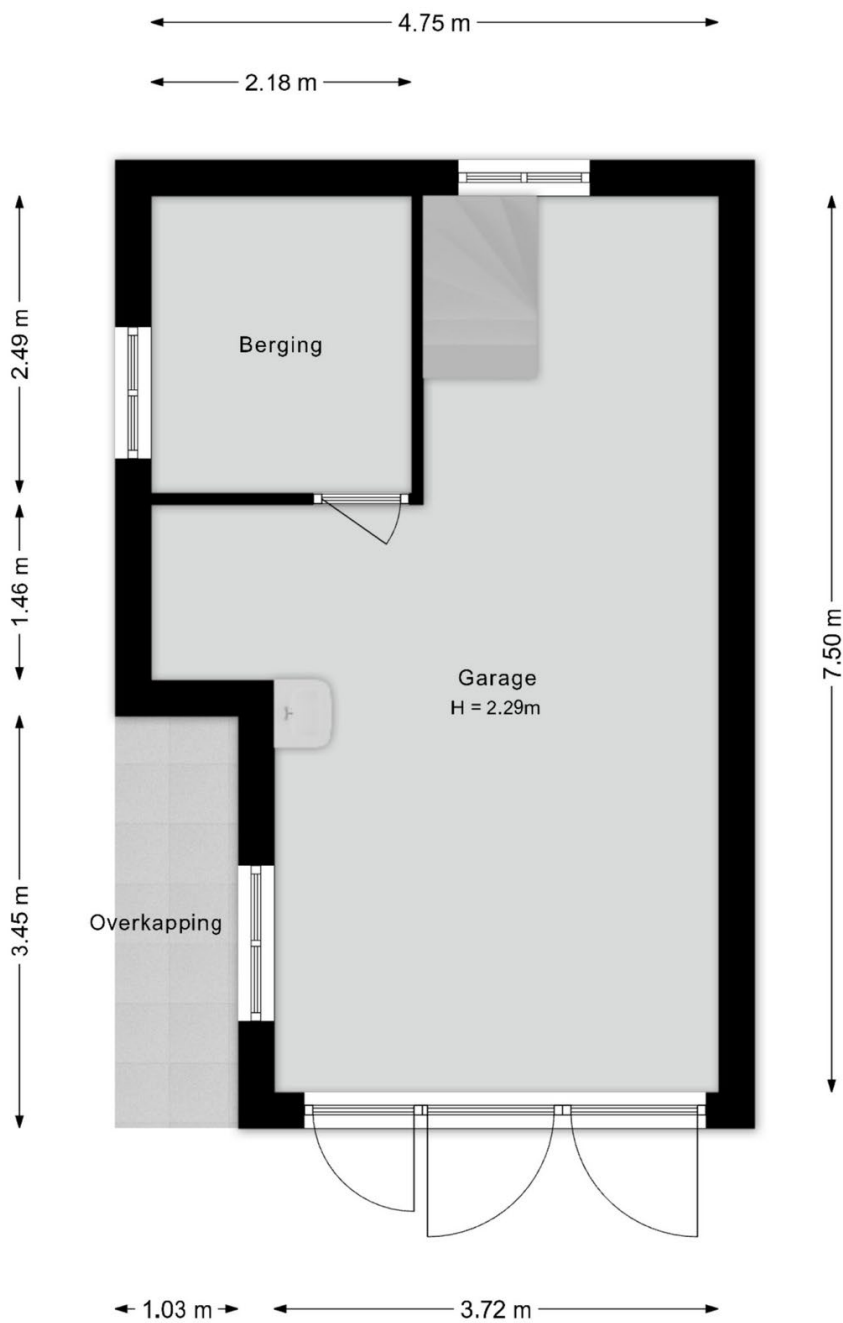 4.75 m
2.18 m
2.49 m
Berging
1.46 m
7.50 m
Garage
H = 2.29m
3.45 m
Overkapping
1.03 m
3.72 m